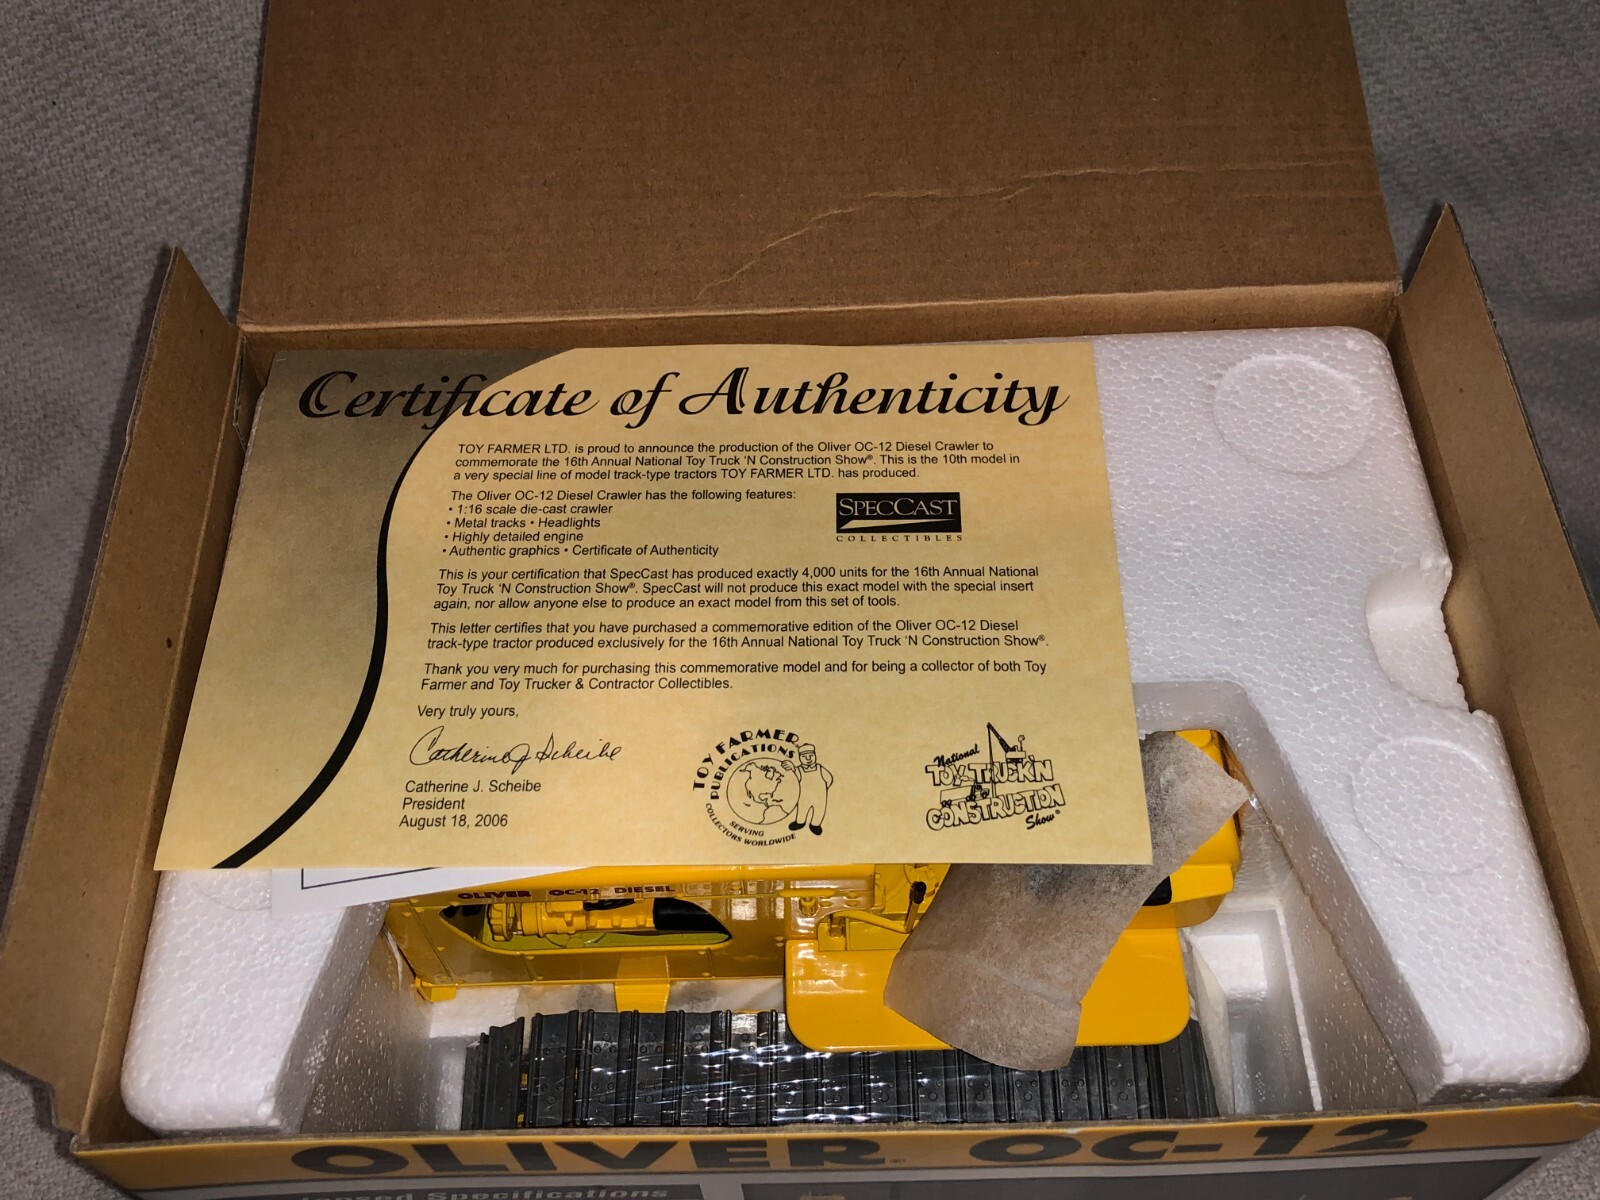 Certificate of Authenticity
TOY FARMER LTD. is proud to announce the production of the Oliver OC-12 Diesel Crawler to
commemorate the 16th Annual National Toy Truck 'N Construction Show®. This is the 10th model in
a very special line of model track-type tractors TOY FARMER LTD. has produced.
The Oliver OC-12 Diesel Crawler has the following features:
• 1:16 scale die-cast crawler
• Metal tracks • Headlights
• Highly detailed engine
• Authentic graphics • Certificate of Authenticity
SPECCAST
COLLECTIBLES
This is your certification that SpecCast has produced exactly 4,000 units for the 16th Annual National
Toy Truck 'N Construction Show®. SpecCast will not produce this exact model with the special insert
again, nor allow anyone else to produce an exact model from this set of tools.
This letter certifies that you have purchased a commemorative edition of the Oliver OC-12 Diesel
track-type tractor produced exclusively for the 16th Annual National Toy Truck 'N Construction Show®.
Thank you very much for purchasing this commemorative model and for being a collector of both Toy
Farmer and Toy Trucker & Contractor Collectibles.
Very truly yours,
Catherine J Scheibe
Catherine J. Scheibe
President
August 18, 2006
TOY FARMER
PUBLICATIONS
SERVING
COLLECTORS WORLDWIDE
National
TOY TRUCK'N
CONSTRUCTION
Show®
OLIVER OC-12 DIESEL
OLIVER OC-12
Specifications